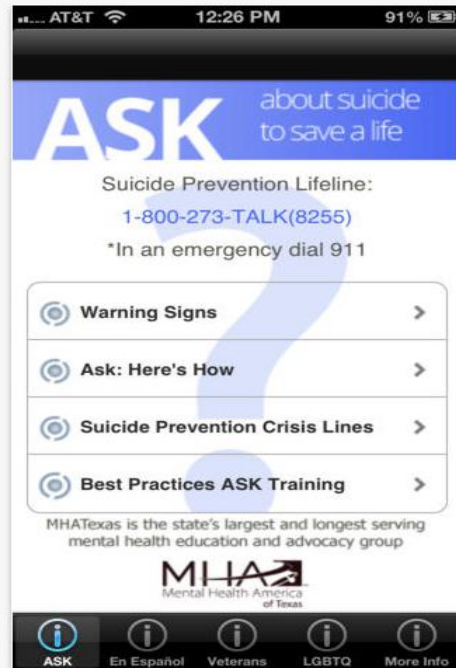 AT&T 12:26 PM 91%
ASK about suicide
to save a life
Suicide Prevention Lifeline:
1-800-273-TALK(8255)
*In an emergency dial 911
Warning Signs
Ask: Here's How
Suicide Prevention Crisis Lines
Best Practices ASK Training
MHATexas is the state's largest and longest serving
mental health education and advocacy group
MHA
Mental Health America
of Texas
ASK En Español Veterans LGBTQ More Info